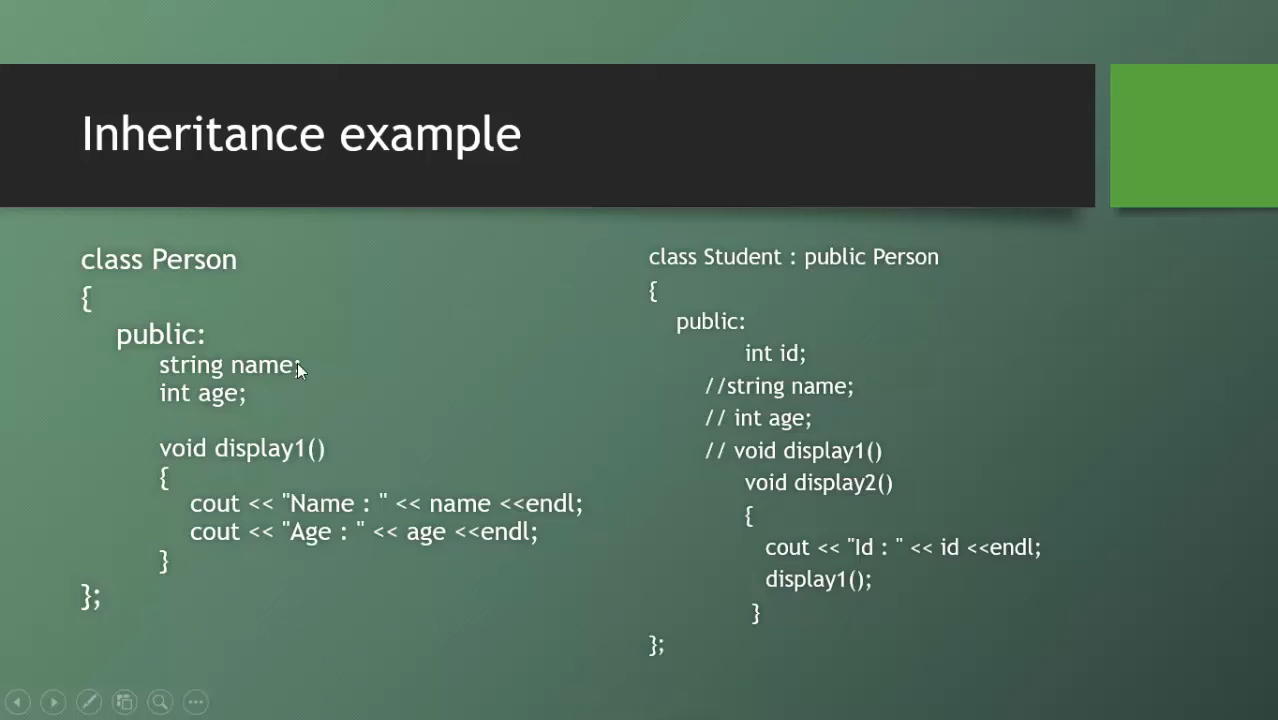 Inheritance example
class Person
{
public:
string name;
int age;
void display1()
{
cout << "Name : " << name <<endl;
cout << "Age : " << age <<endl;
}
};
class Student : public Person
{
public:
int id;
//string name;
// int age;
// void display1()
void display2()
{
cout << "Id : " << id <<endl;
display1();
}
};